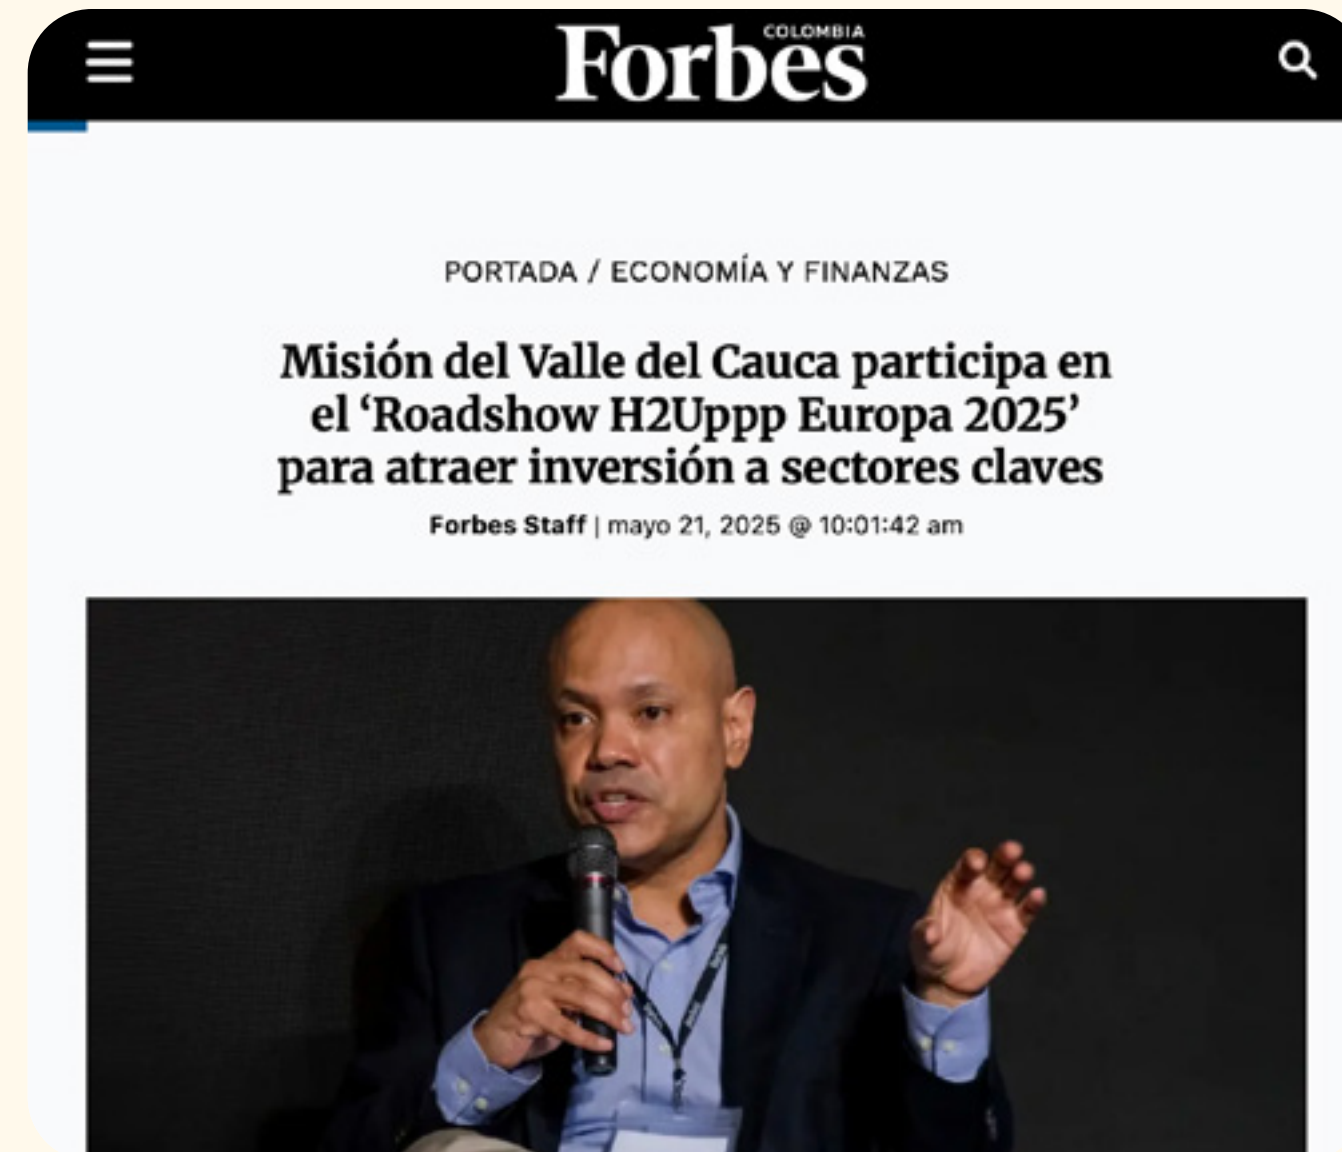 Forbes
COLOMBIA
PORTADA / ECONOMÍA Y FINANZAS
Misión del Valle del Cauca participa en
el ‘Roadshow H2Uppp Europa 2025’
para atraer inversión a sectores claves
Forbes Staff | mayo 21, 2025 @ 10:01:42 am